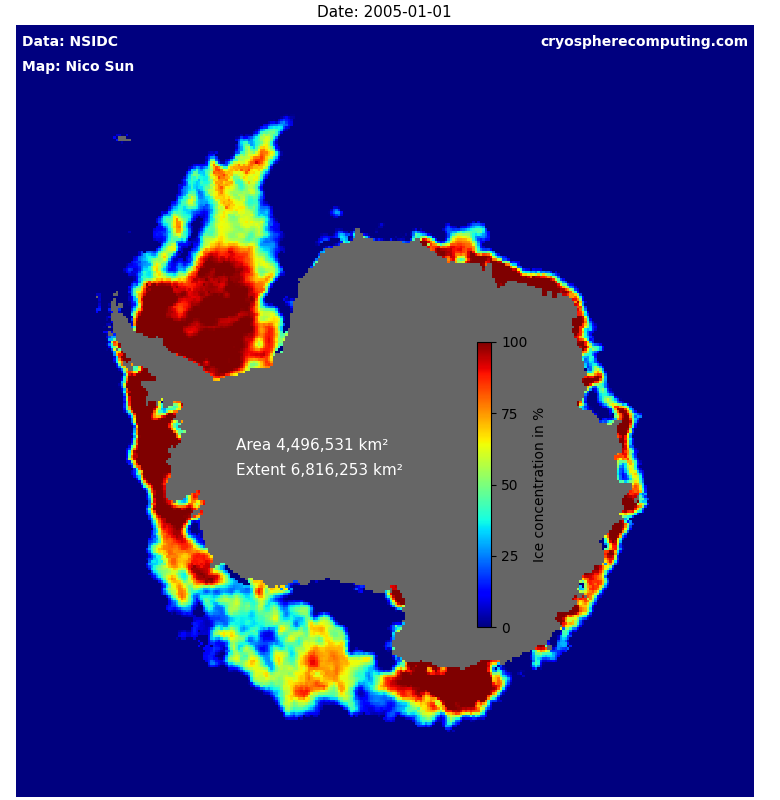 Date: 2005-01-01
Data: NSIDC
cryospherecomputing.com
Map: Nico Sun
100
75
50
25
0
Ice concentration in %
Area 4,496,531 km²
Extent 6,816,253 km²